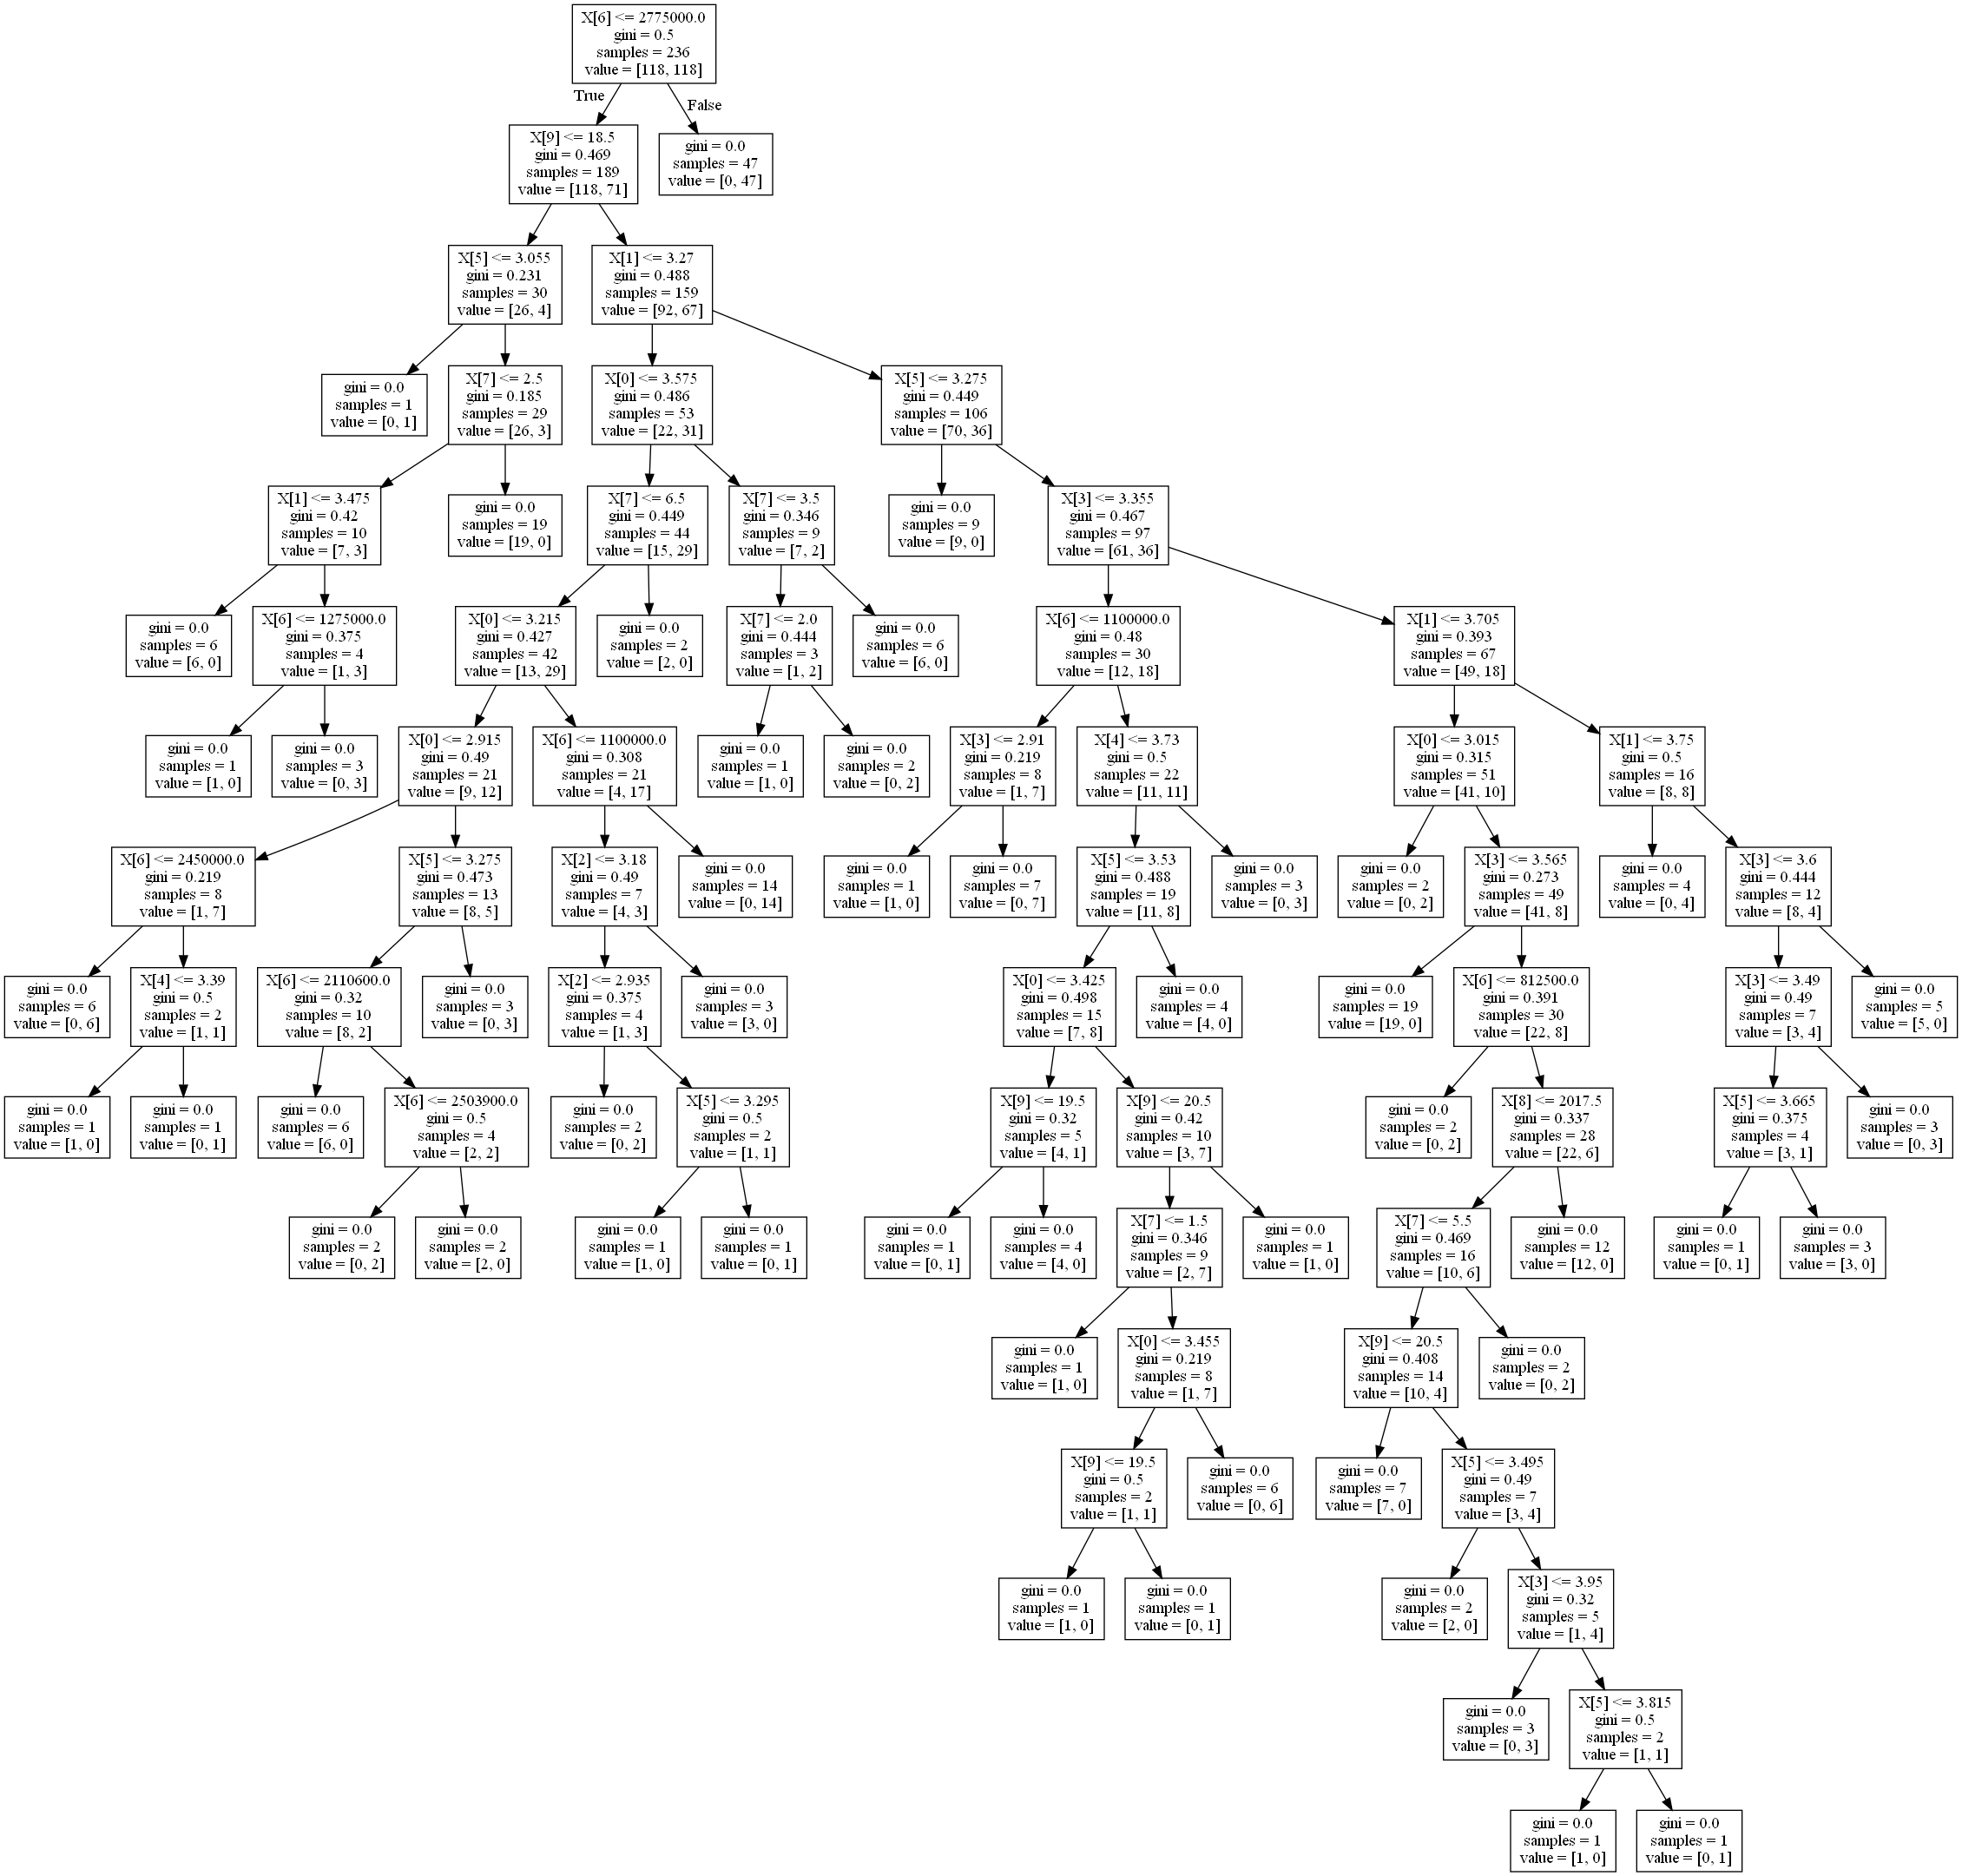 X[6] <= 2775000.0
gini = 0.5
samples = 236
value = [118, 118]
True
False
X[9] <= 18.5
gini = 0.469
samples = 189
value = [118, 71]
gini = 0.0
samples = 47
value = [0, 47]
X[5] <= 3.055
gini = 0.231
samples = 30
value = [26, 4]
X[1] <= 3.27
gini = 0.488
samples = 159
value = [92, 67]
gini = 0.0
samples = 1
value = [0, 1]
X[7] <= 2.5
gini = 0.185
samples = 29
value = [26, 3]
X[0] <= 3.575
gini = 0.486
samples = 53
value = [22, 31]
X[5] <= 3.275
gini = 0.449
samples = 106
value = [70, 36]
X[1] <= 3.475
gini = 0.42
samples = 10
value = [7, 3]
gini = 0.0
samples = 19
value = [19, 0]
X[7] <= 6.5
gini = 0.449
samples = 44
value = [15, 29]
X[7] <= 3.5
gini = 0.346
samples = 9
value = [7, 2]
gini = 0.0
samples = 9
value = [9, 0]
X[3] <= 3.355
gini = 0.467
samples = 97
value = [61, 36]
gini = 0.0
samples = 6
value = [6, 0]
X[6] <= 1275000.0
gini = 0.375
samples = 4
value = [1, 3]
X[0] <= 3.215
gini = 0.427
samples = 42
value = [13, 29]
gini = 0.0
samples = 2
value = [2, 0]
X[7] <= 2.0
gini = 0.444
samples = 3
value = [1, 2]
gini = 0.0
samples = 6
value = [6, 0]
X[6] <= 1100000.0
gini = 0.48
samples = 30
value = [12, 18]
X[1] <= 3.705
gini = 0.393
samples = 67
value = [49, 18]
gini = 0.0
samples = 1
value = [1, 0]
gini = 0.0
samples = 3
value = [0, 3]
X[0] <= 2.915
gini = 0.49
samples = 21
value = [9, 12]
X[6] <= 1100000.0
gini = 0.308
samples = 21
value = [4, 17]
gini = 0.0
samples = 1
value = [1, 0]
gini = 0.0
samples = 2
value = [0, 2]
X[3] <= 2.91
gini = 0.219
samples = 8
value = [1, 7]
X[4] <= 3.73
gini = 0.5
samples = 22
value = [11, 11]
X[0] <= 3.015
gini = 0.315
samples = 51
value = [41, 10]
X[1] <= 3.75
gini = 0.5
samples = 16
value = [8, 8]
X[6] <= 2450000.0
gini = 0.219
samples = 8
value = [1, 7]
X[5] <= 3.275
gini = 0.473
samples = 13
value = [8, 5]
X[2] <= 3.18
gini = 0.49
samples = 7
value = [4, 3]
gini = 0.0
samples = 14
value = [0, 14]
gini = 0.0
samples = 1
value = [1, 0]
gini = 0.0
samples = 7
value = [0, 7]
X[5] <= 3.53
gini = 0.488
samples = 19
value = [11, 8]
gini = 0.0
samples = 3
value = [0, 3]
gini = 0.0
samples = 2
value = [0, 2]
X[3] <= 3.565
gini = 0.273
samples = 49
value = [41, 8]
gini = 0.0
samples = 4
value = [0, 4]
X[3] <= 3.6
gini = 0.444
samples = 12
value = [8, 4]
gini = 0.0
samples = 6
value = [0, 6]
X[4] <= 3.39
gini = 0.5
samples = 2
value = [1, 1]
X[6] <= 2110600.0
gini = 0.32
samples = 10
value = [8, 2]
gini = 0.0
samples = 3
value = [0, 3]
X[2] <= 2.935
gini = 0.375
samples = 4
value = [1, 3]
gini = 0.0
samples = 3
value = [3, 0]
X[0] <= 3.425
gini = 0.498
samples = 15
value = [7, 8]
gini = 0.0
samples = 4
value = [4, 0]
gini = 0.0
samples = 19
value = [19, 0]
X[6] <= 812500.0
gini = 0.391
samples = 30
value = [22, 8]
X[3] <= 3.49
gini = 0.49
samples = 7
value = [3, 4]
gini = 0.0
samples = 5
value = [5, 0]
gini = 0.0
samples = 1
value = [1, 0]
gini = 0.0
samples = 1
value = [0, 1]
gini = 0.0
samples = 6
value = [6, 0]
X[6] <= 2503900.0
gini = 0.5
samples = 4
value = [2, 2]
gini = 0.0
samples = 2
value = [0, 2]
X[5] <= 3.295
gini = 0.5
samples = 2
value = [1, 1]
X[9] <= 19.5
gini = 0.32
samples = 5
value = [4, 1]
X[9] <= 20.5
gini = 0.42
samples = 10
value = [3, 7]
gini = 0.0
samples = 2
value = [0, 2]
X[8] <= 2017.5
gini = 0.337
samples = 28
value = [22, 6]
X[5] <= 3.665
gini = 0.375
samples = 4
value = [3, 1]
gini = 0.0
samples = 3
value = [0, 3]
gini = 0.0
samples = 2
value = [0, 2]
gini = 0.0
samples = 2
value = [2, 0]
gini = 0.0
samples = 1
value = [1, 0]
gini = 0.0
samples = 1
value = [0, 1]
gini = 0.0
samples = 1
value = [0, 1]
gini = 0.0
samples = 4
value = [4, 0]
X[7] <= 1.5
gini = 0.346
samples = 9
value = [2, 7]
gini = 0.0
samples = 1
value = [1, 0]
X[7] <= 5.5
gini = 0.469
samples = 16
value = [10, 6]
gini = 0.0
samples = 12
value = [12, 0]
gini = 0.0
samples = 1
value = [0, 1]
gini = 0.0
samples = 3
value = [3, 0]
gini = 0.0
samples = 1
value = [1, 0]
X[0] <= 3.455
gini = 0.219
samples = 8
value = [1, 7]
X[9] <= 20.5
gini = 0.408
samples = 14
value = [10, 4]
gini = 0.0
samples = 2
value = [0, 2]
X[9] <= 19.5
gini = 0.5
samples = 2
value = [1, 1]
gini = 0.0
samples = 6
value = [0, 6]
gini = 0.0
samples = 7
value = [7, 0]
X[5] <= 3.495
gini = 0.49
samples = 7
value = [3, 4]
gini = 0.0
samples = 1
value = [1, 0]
gini = 0.0
samples = 1
value = [0, 1]
gini = 0.0
samples = 2
value = [2, 0]
X[3] <= 3.95
gini = 0.32
samples = 5
value = [1, 4]
gini = 0.0
samples = 3
value = [0, 3]
X[5] <= 3.815
gini = 0.5
samples = 2
value = [1, 1]
gini = 0.0
samples = 1
value = [1, 0]
gini = 0.0
samples = 1
value = [0, 1]